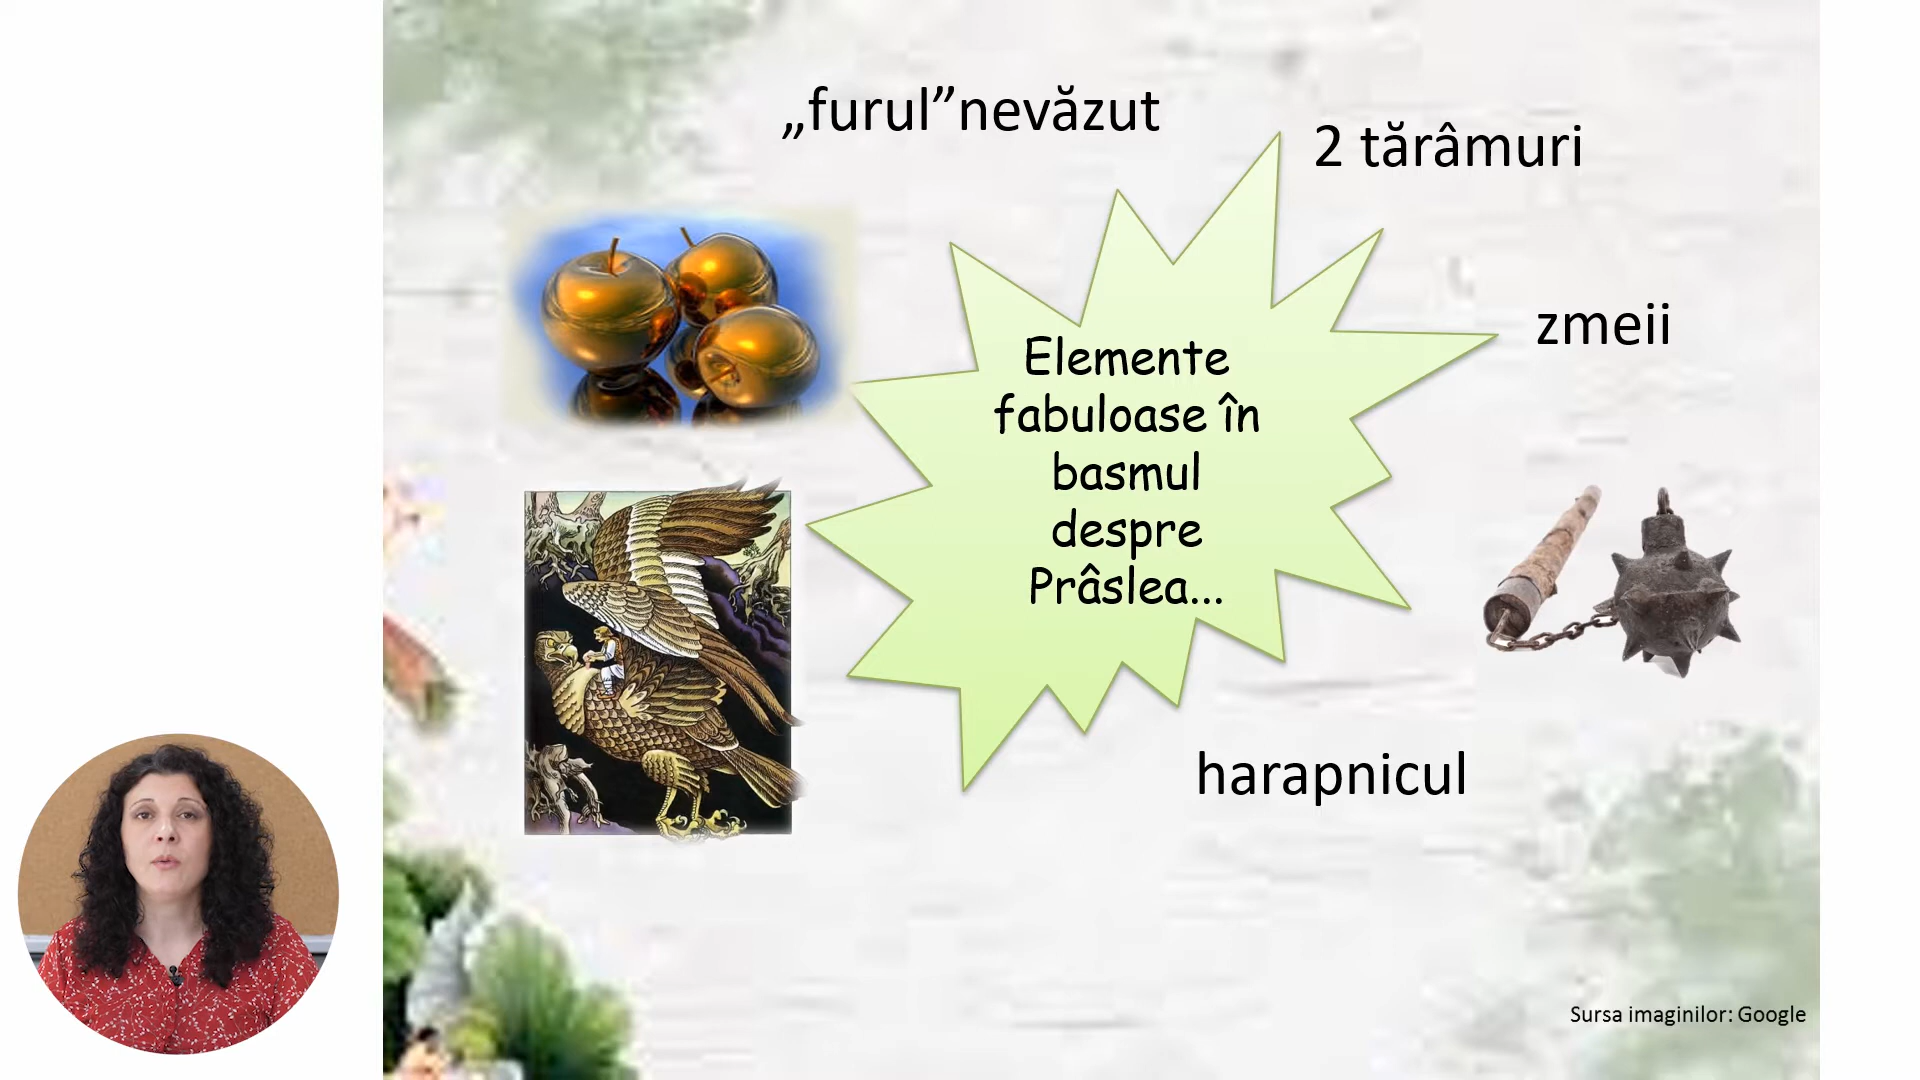 „furul”nevăzut
2 tărâmuri
zmeii
Elemente
fabuloase în
basmul
despre
Prâslea...
harapnicul
Sursa imaginilor: Google